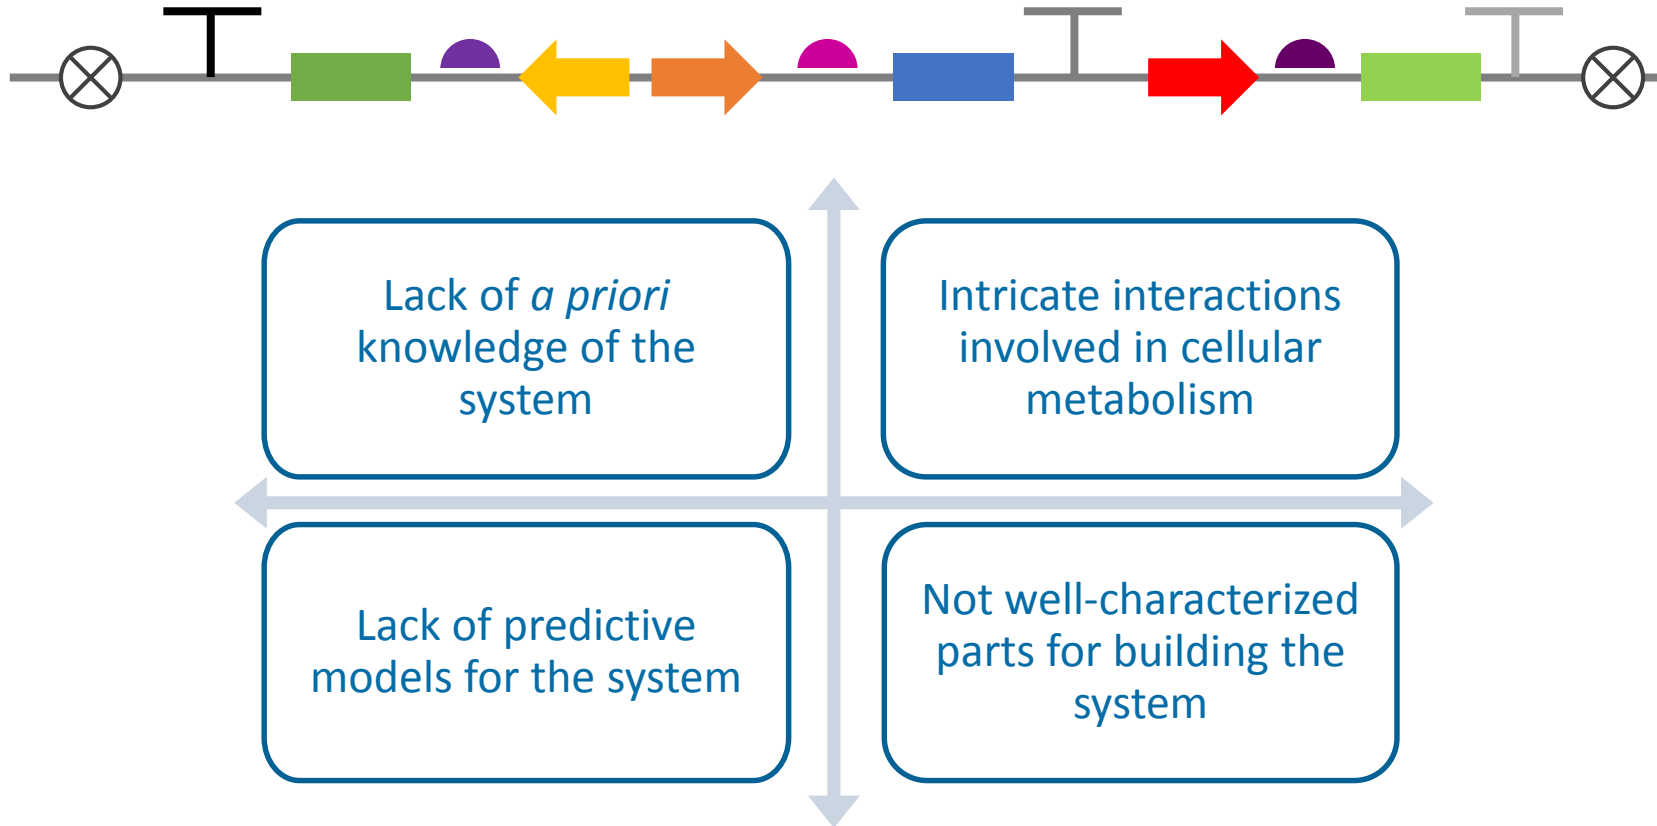 Lack of a priori
knowledge of the
system
Intricate interactions
involved in cellular
metabolism
Lack of predictive
models for the system
Not well-characterized
parts for building the
system